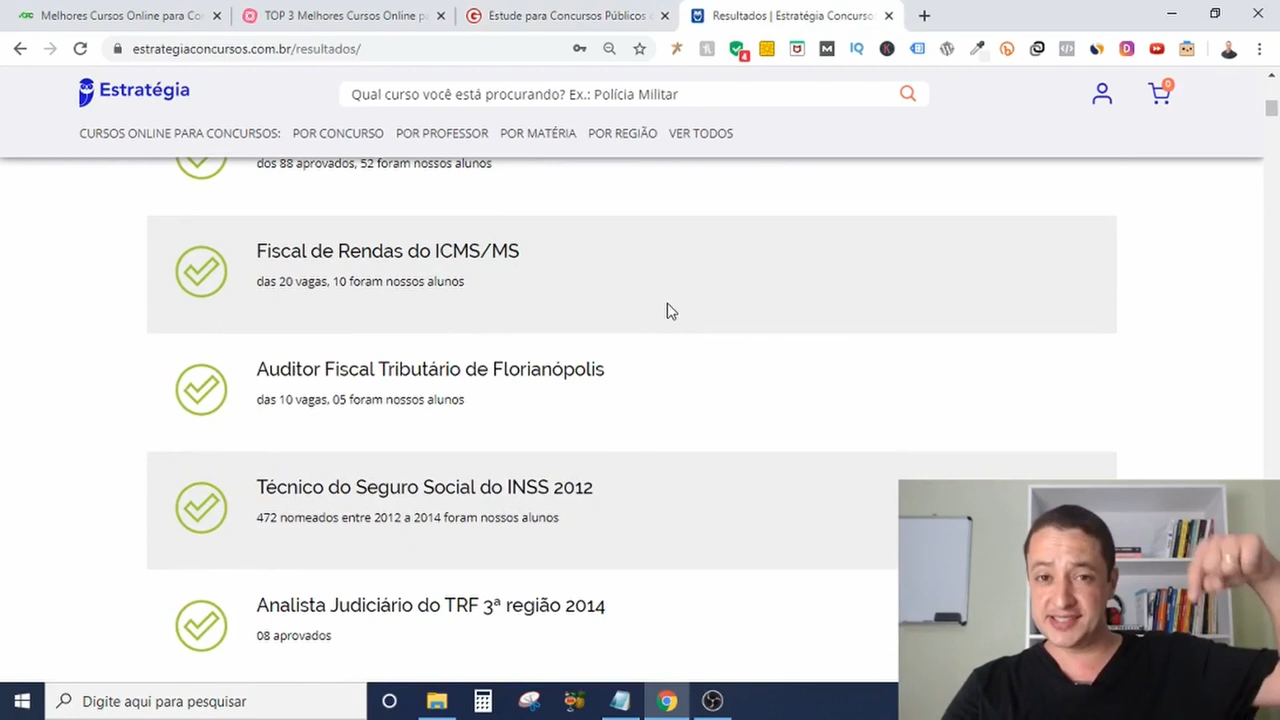 Melhores Cursos Online para Co
TOP 3 Melhores Cursos Online p
Estude para Concursos Públicos
Resultados | Estratégia Concurso
estrategiaconcursos.com.br/resultados/
4
IQ
K
Estratégia
Qual curso você está procurando? Ex.: Polícia Militar
0
CURSOS ONLINE PARA CONCURSOS: POR CONCURSO POR PROFESSOR POR MATÉRIA POR REGIÃO VER TODOS
dos 88 aprovados, 52 foram nossos alunos
Fiscal de Rendas do ICMS/MS
das 20 vagas, 10 foram nossos alunos
Auditor Fiscal Tributário de Florianópolis
das 10 vagas, 05 foram nossos alunos
Técnico do Seguro Social do INSS 2012
472 nomeados entre 2012 a 2014 foram nossos alunos
Analista Judiciário do TRF 3ª região 2014
08 aprovados
Digite aqui para pesquisar